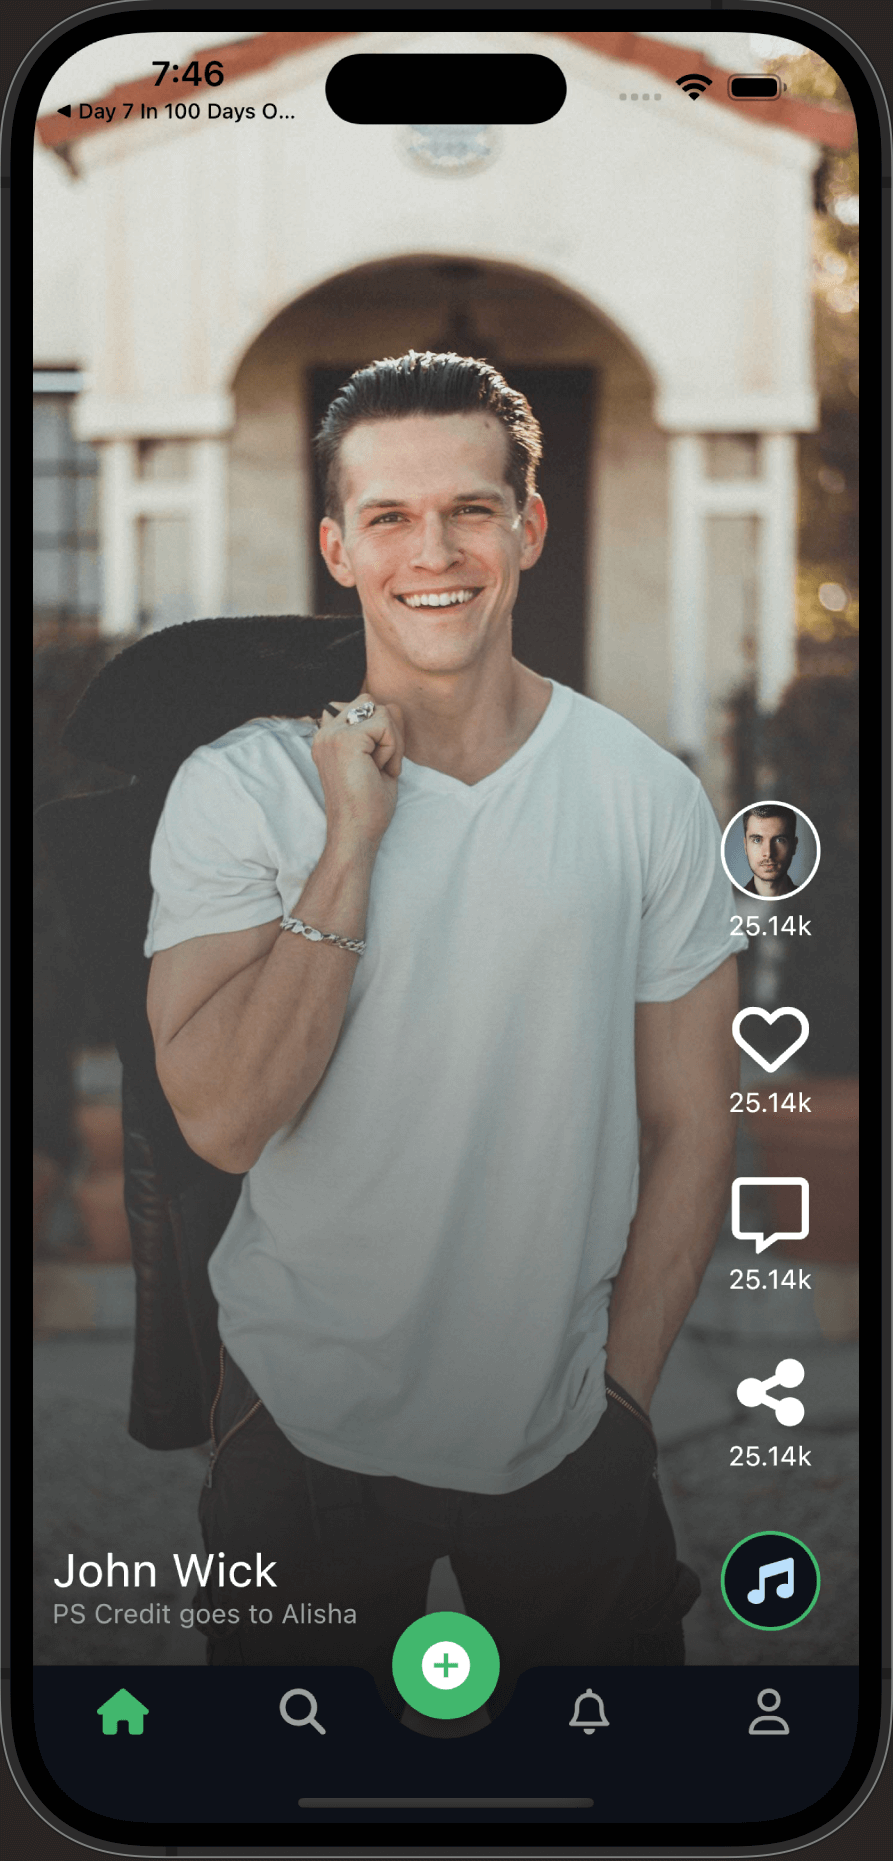 7:46
◀ Day 7 In 100 Days O...
25.14k
25.14k
25.14k
25.14k
John Wick
PS Credit goes to Alisha